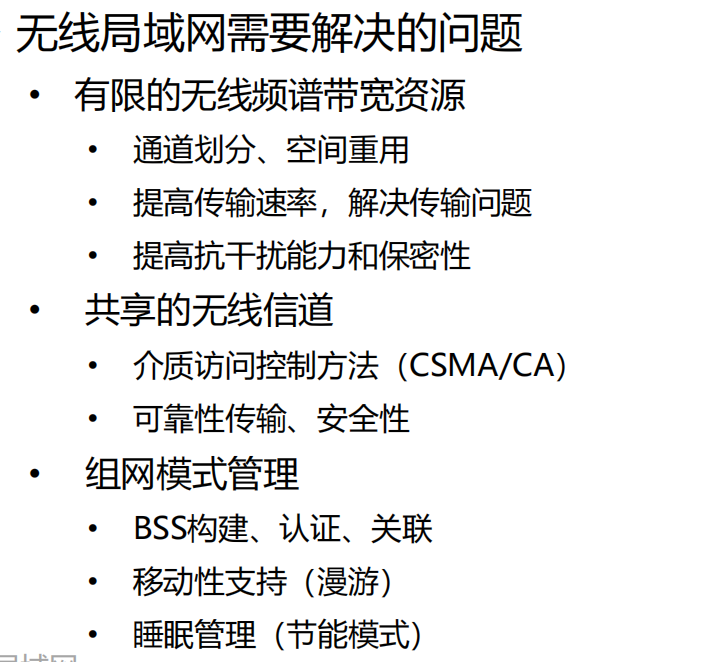 无线局域网需要解决的问题
• 有限的无线频谱带宽资源
• 通道划分、空间重用
• 提高传输速率，解决传输问题
• 提高抗干扰能力和保密性
• 共享的无线信道
• 介质访问控制方法（CSMA/CA）
• 可靠性传输、安全性
• 组网模式管理
• BSS构建、认证、关联
• 移动性支持（漫游）
• 睡眠管理（节能模式）
局域网